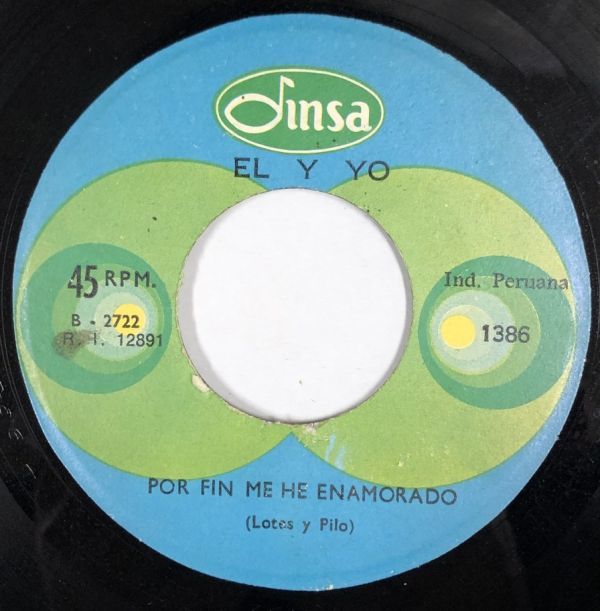 Dinsa
EL Y YO
45 RPM.
B - 2722
R. I. 12891
Ind. Peruana
1386
POR FIN ME HE ENAMORADO
(Lotes y Pilo)